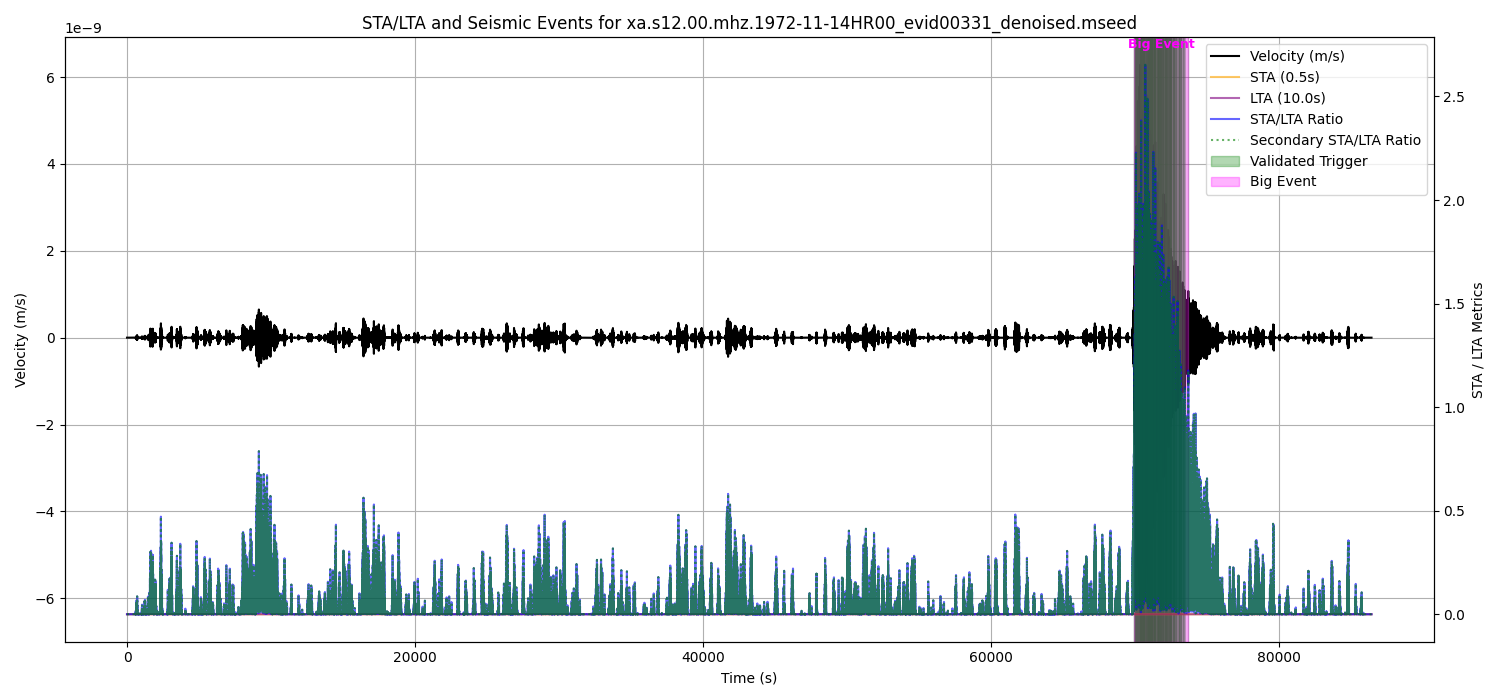 STA/LTA and Seismic Events for xa.s12.00.mhz.1972-11-14HR00_evid00331_denoised.mseed
1e−9
Big Event
Velocity (m/s)
STA (0.5s)
LTA (10.0s)
STA/LTA Ratio
Secondary STA/LTA Ratio
Validated Trigger
Big Event
6
4
2
0
−2
−4
−6
Velocity (m/s)
2.5
2.0
1.5
1.0
0.5
0.0
STA / LTA Metrics
0
20000
40000
60000
80000
Time (s)